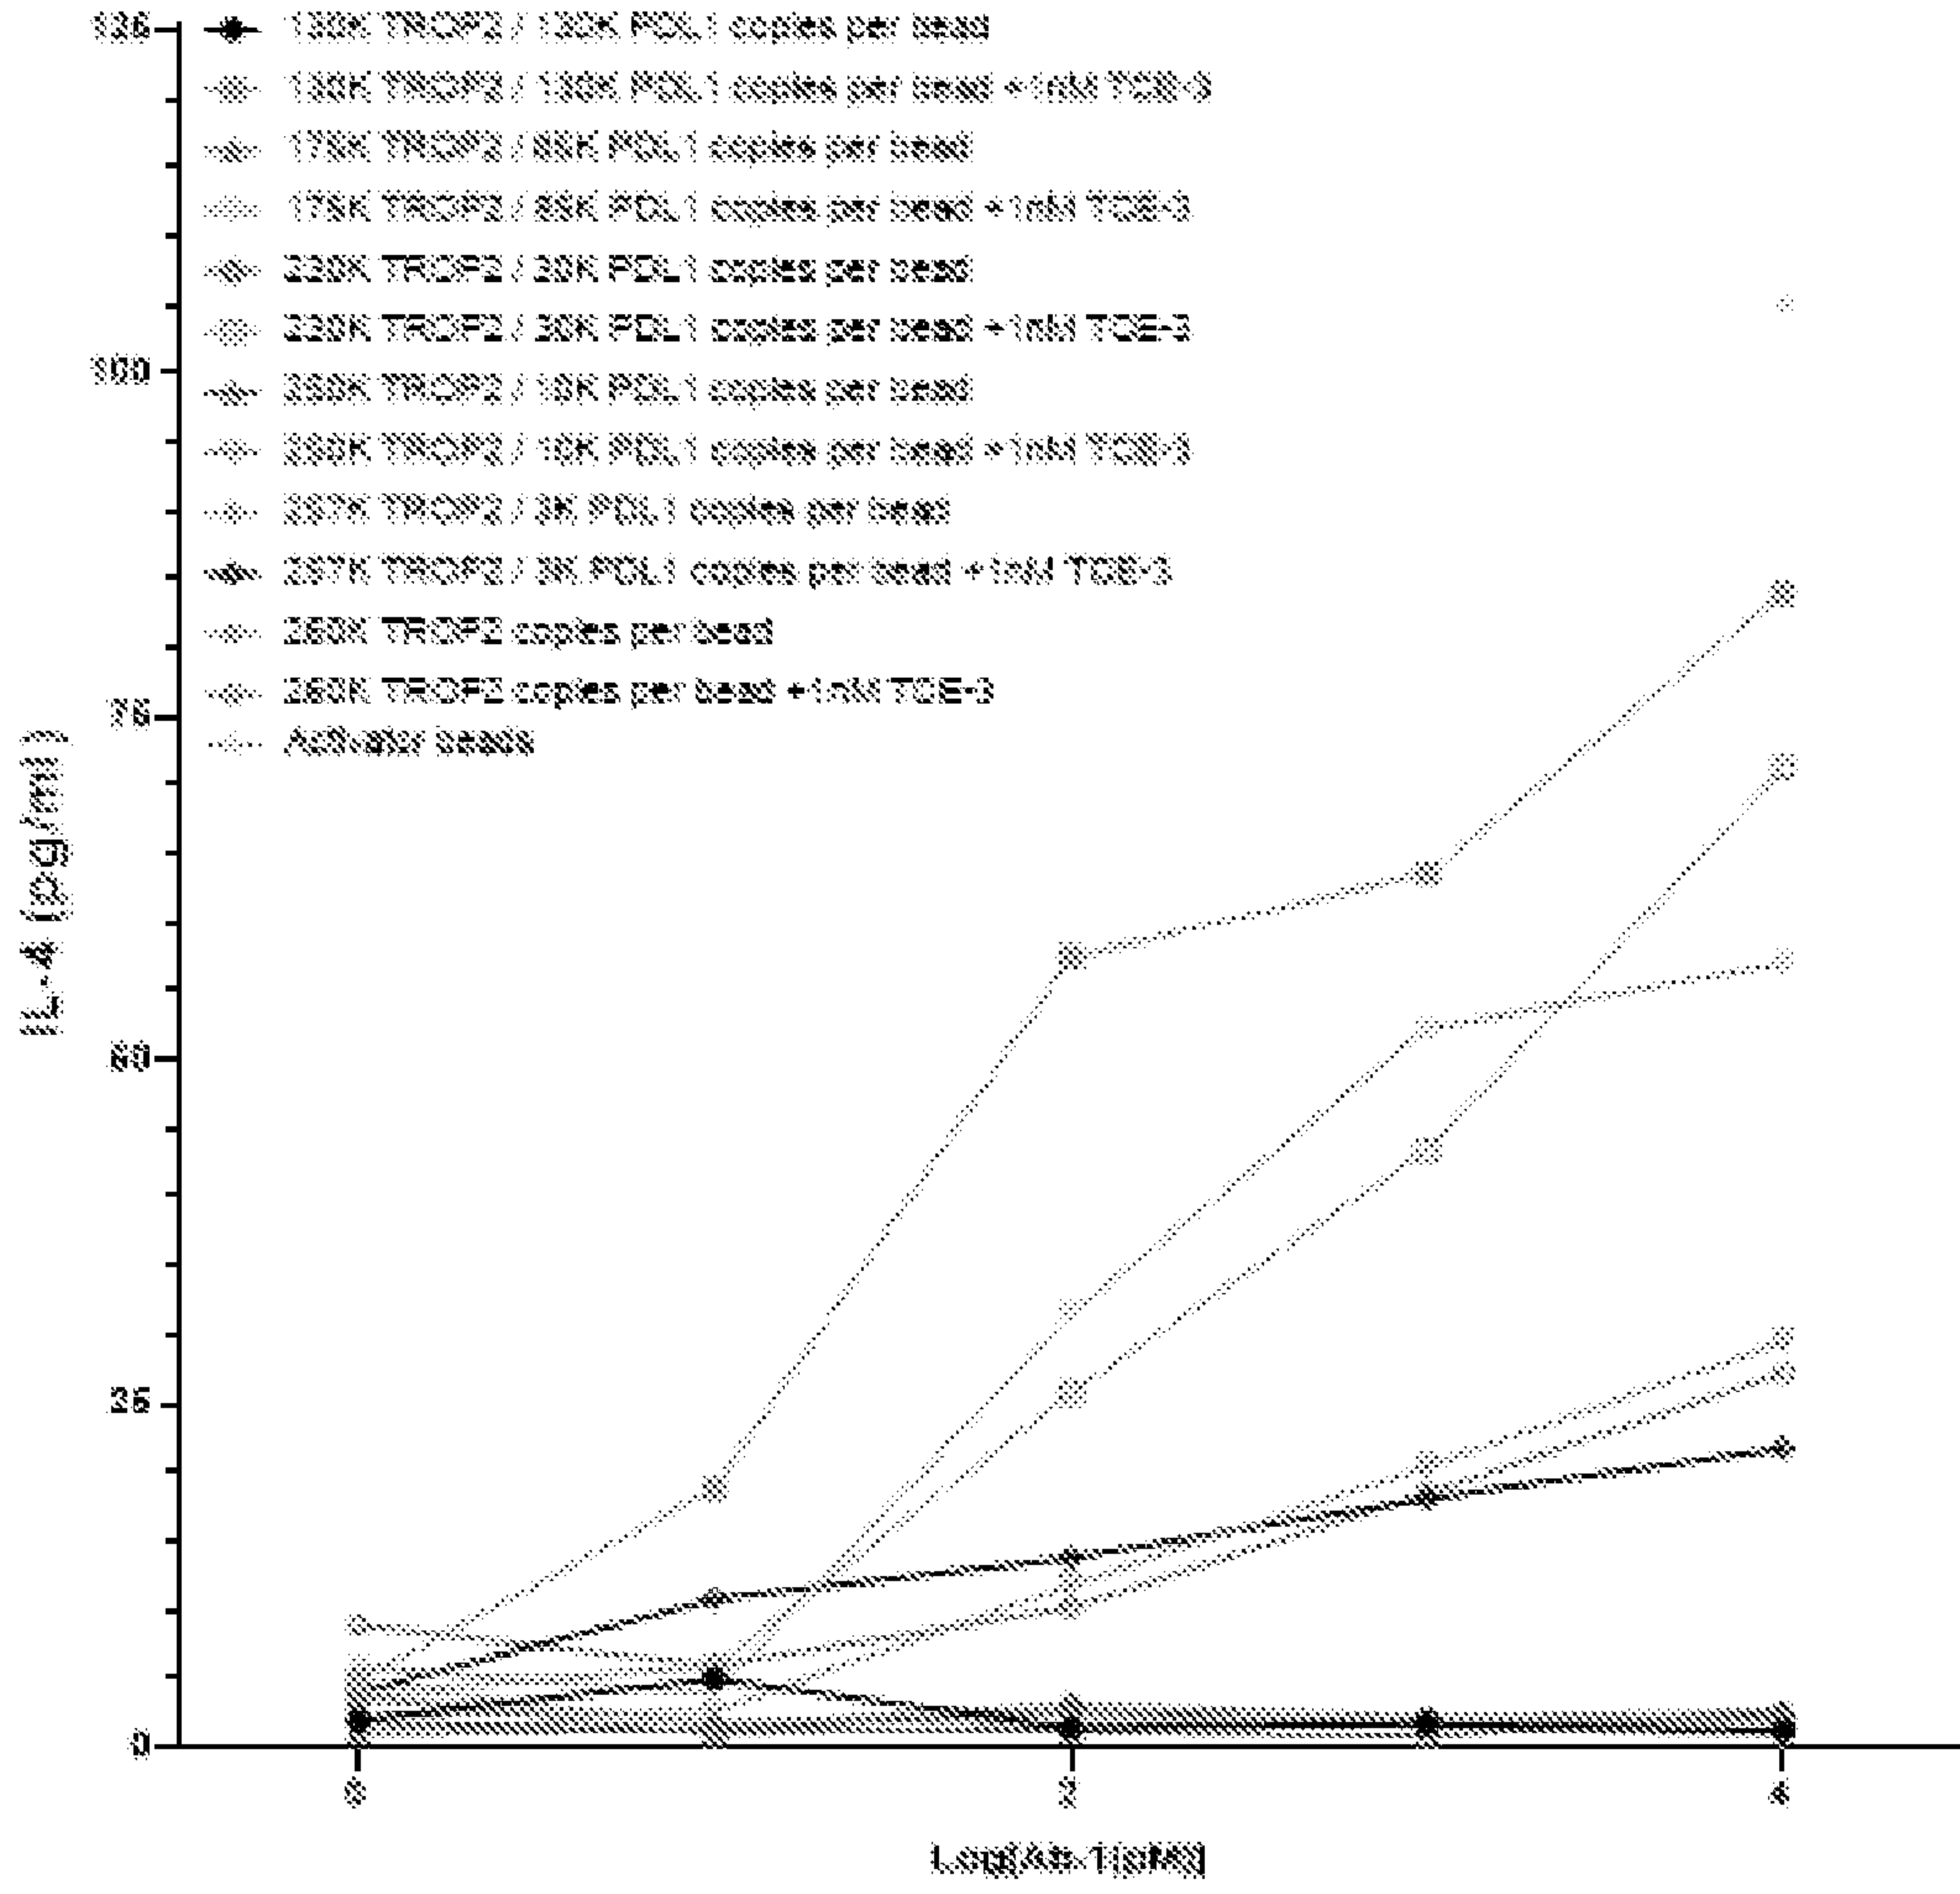 125
130K TROP2 / 130K PDL1 copies per bead
130K TROP2 / 130K PDL1 copies per bead +1nM TCE-3
175K TROP2 / 88K PDL1 copies per bead
175K TROP2 / 88K PDL1 copies per bead +1nM TCE-3
230K TROP2 / 30K PDL1 copies per bead
230K TROP2 / 30K PDL1 copies per bead +1nM TCE-3
100
250K TROP2 / 10K PDL1 copies per bead
250K TROP2 / 10K PDL1 copies per bead +1nM TCE-3
257K TROP2 / 3K PDL1 copies per bead
257K TROP2 / 3K PDL1 copies per bead +1nM TCE-3
260K TROP2 copies per bead
260K TROP2 copies per bead +1nM TCE-3
75
Activator beads
IL-4 (pg/ml)
50
25
0
0
2
4
Log[Ab-1(pM)]